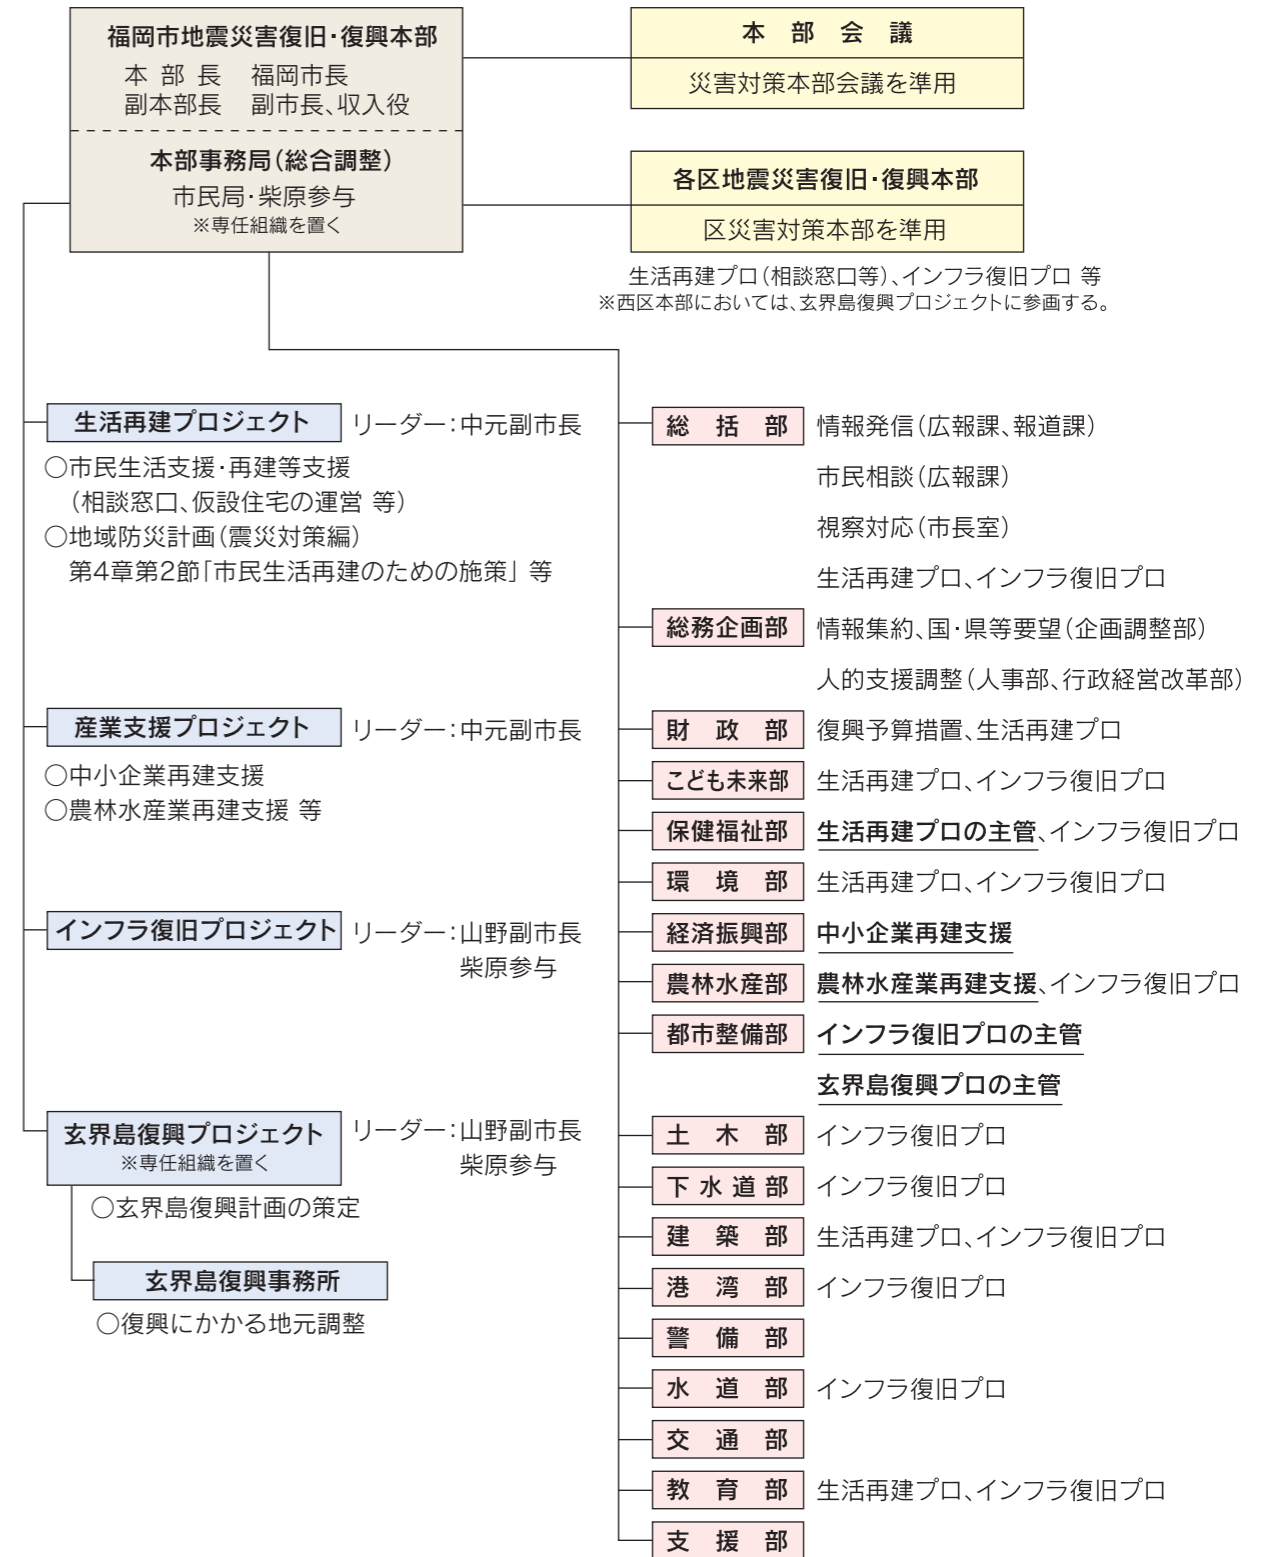 福岡市地震災害復旧・復興本部
本部長 福岡市長
副本部長 副市長、収入役
本部事務局(総合調整)
市民局・柴原参与
※専任組織を置く
本部会議
災害対策本部会議を準用
各区地震災害復旧・復興本部
区災害対策本部を準用
生活再建プロ(相談窓口等)、インフラ復旧プロ 等
※西区本部においては、玄界島復興プロジェクトに参画する。
生活再建プロジェクト リーダー:中元副市長
○市民生活支援・再建等支援
(相談窓口、仮設住宅の運営 等)
○地域防災計画(震災対策編)
第4章第2節「市民生活再建のための施策」等
産業支援プロジェクト リーダー:中元副市長
○中小企業再建支援
○農林水産業再建支援 等
インフラ復旧プロジェクト リーダー:山野副市長
柴原参与
玄界島復興プロジェクト リーダー:山野副市長
※専任組織を置く 柴原参与
○玄界島復興計画の策定
玄界島復興事務所
○復興にかかる地元調整
総括部 情報発信(広報課、報道課)
市民相談(広報課)
視察対応(市長室)
生活再建プロ、インフラ復旧プロ
総務企画部 情報集約、国・県等要望(企画調整部)
人的支援調整(人事部、行政経営改革部)
財政部 復興予算措置、生活再建プロ
こども未来部 生活再建プロ、インフラ復旧プロ
保健福祉部 生活再建プロの主管、インフラ復旧プロ
環境部 生活再建プロ、インフラ復旧プロ
経済振興部 中小企業再建支援
農林水産部 農林水産業再建支援、インフラ復旧プロ
都市整備部 インフラ復旧プロの主管
玄界島復興プロの主管
土木部 インフラ復旧プロ
下水道部 インフラ復旧プロ
建築部 生活再建プロ、インフラ復旧プロ
港湾部 インフラ復旧プロ
警備部
水道部 インフラ復旧プロ
交通部
教育部 生活再建プロ、インフラ復旧プロ
支援部